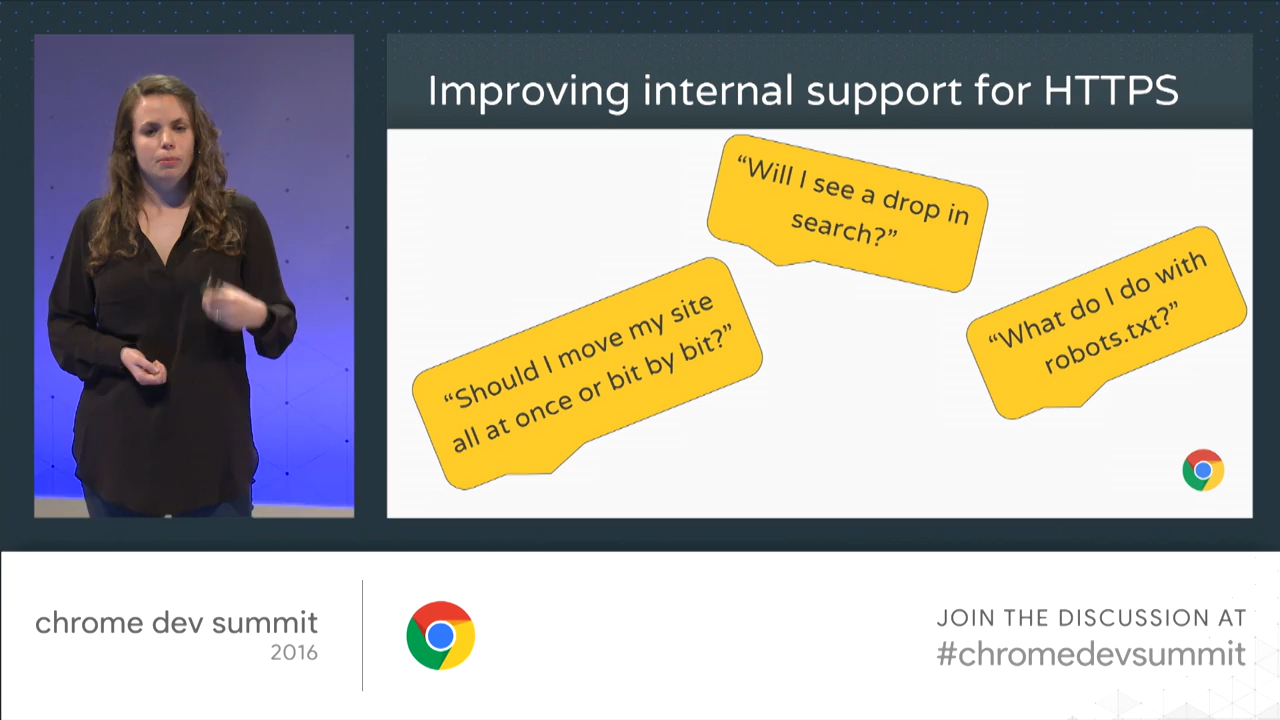 Improving internal support for HTTPS
“Will I see a drop in
search?”
“What do I do with
robots.txt?”
“Should I move my site
all at once or bit by bit?”
chrome dev summit
2016
JOIN THE DISCUSSION AT
#chromedevsummit